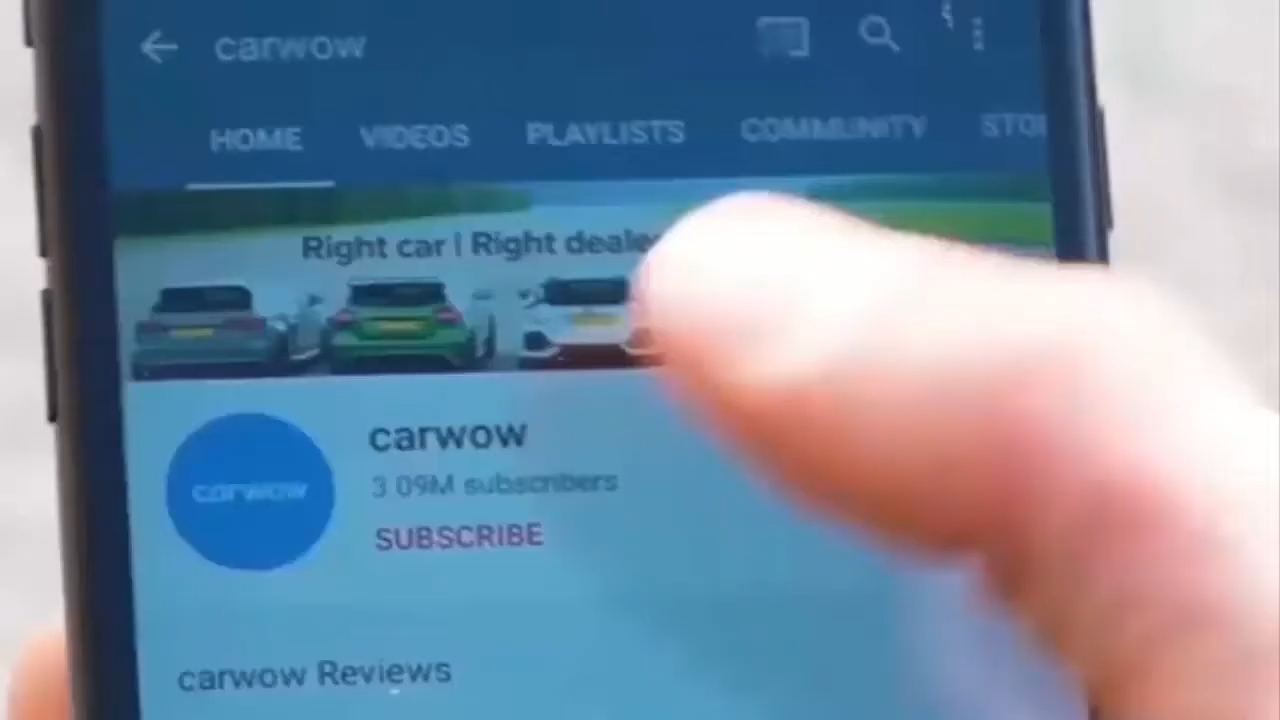 carwow
HOME VIDEOS PLAYLISTS COMMUNITY STO
Right car | Right deale
carwow
carwow
3.09M subscribers
SUBSCRIBE
carwow Reviews